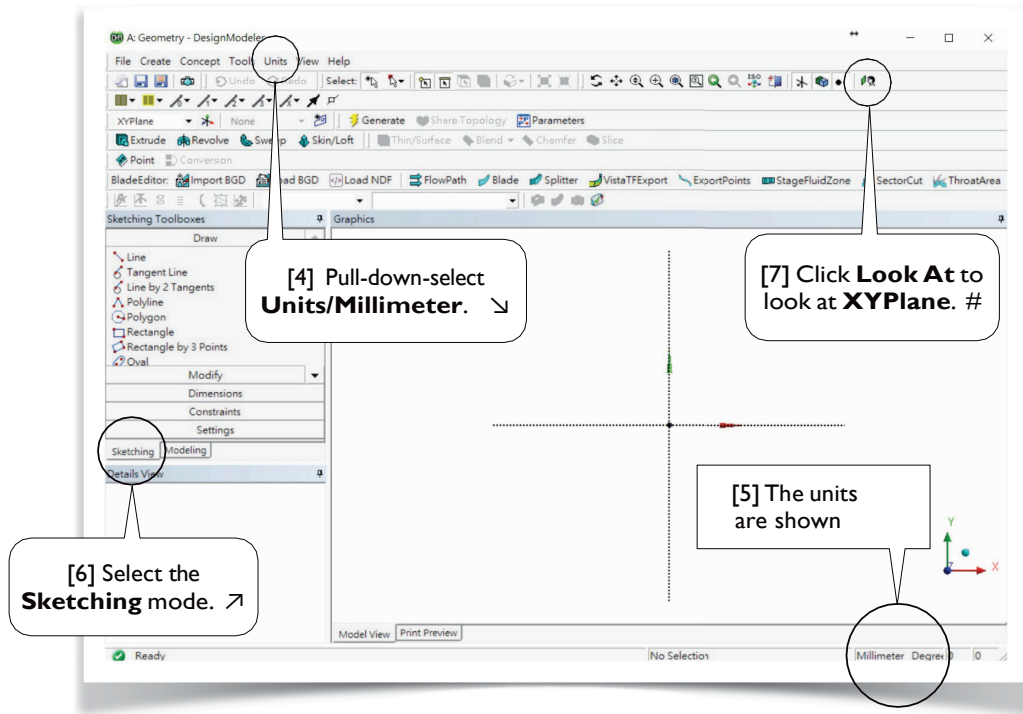 A: Geometry - DesignModeler
File Create Concept Tools Units View Help
Undo Redo Select:
XYPlane None Generate Share Topology Parameters
Extrude Revolve Sweep Skin/Loft Thin/Surface Blend Chamfer Slice
Point Conversion
BladeEditor: Import BGD Load BGD Load NDF FlowPath Blade Splitter VistaTFExport ExportPoints StageFluidZone SectorCut ThroatArea
Sketching Toolboxes Graphics
Draw
Line
Tangent Line
Line by 2 Tangents
Polyline
Polygon
Rectangle
Rectangle by 3 Points
Oval
Modify
Dimensions
Constraints
Settings
Sketching Modeling
Details View
[4] Pull-down-select
Units/Millimeter. ↘
[7] Click Look At to
look at XYPlane. #
[5] The units
are shown
[6] Select the
Sketching mode. ↗
Y
Z X
Model View Print Preview
Ready No Selection Millimeter Degree 0 0